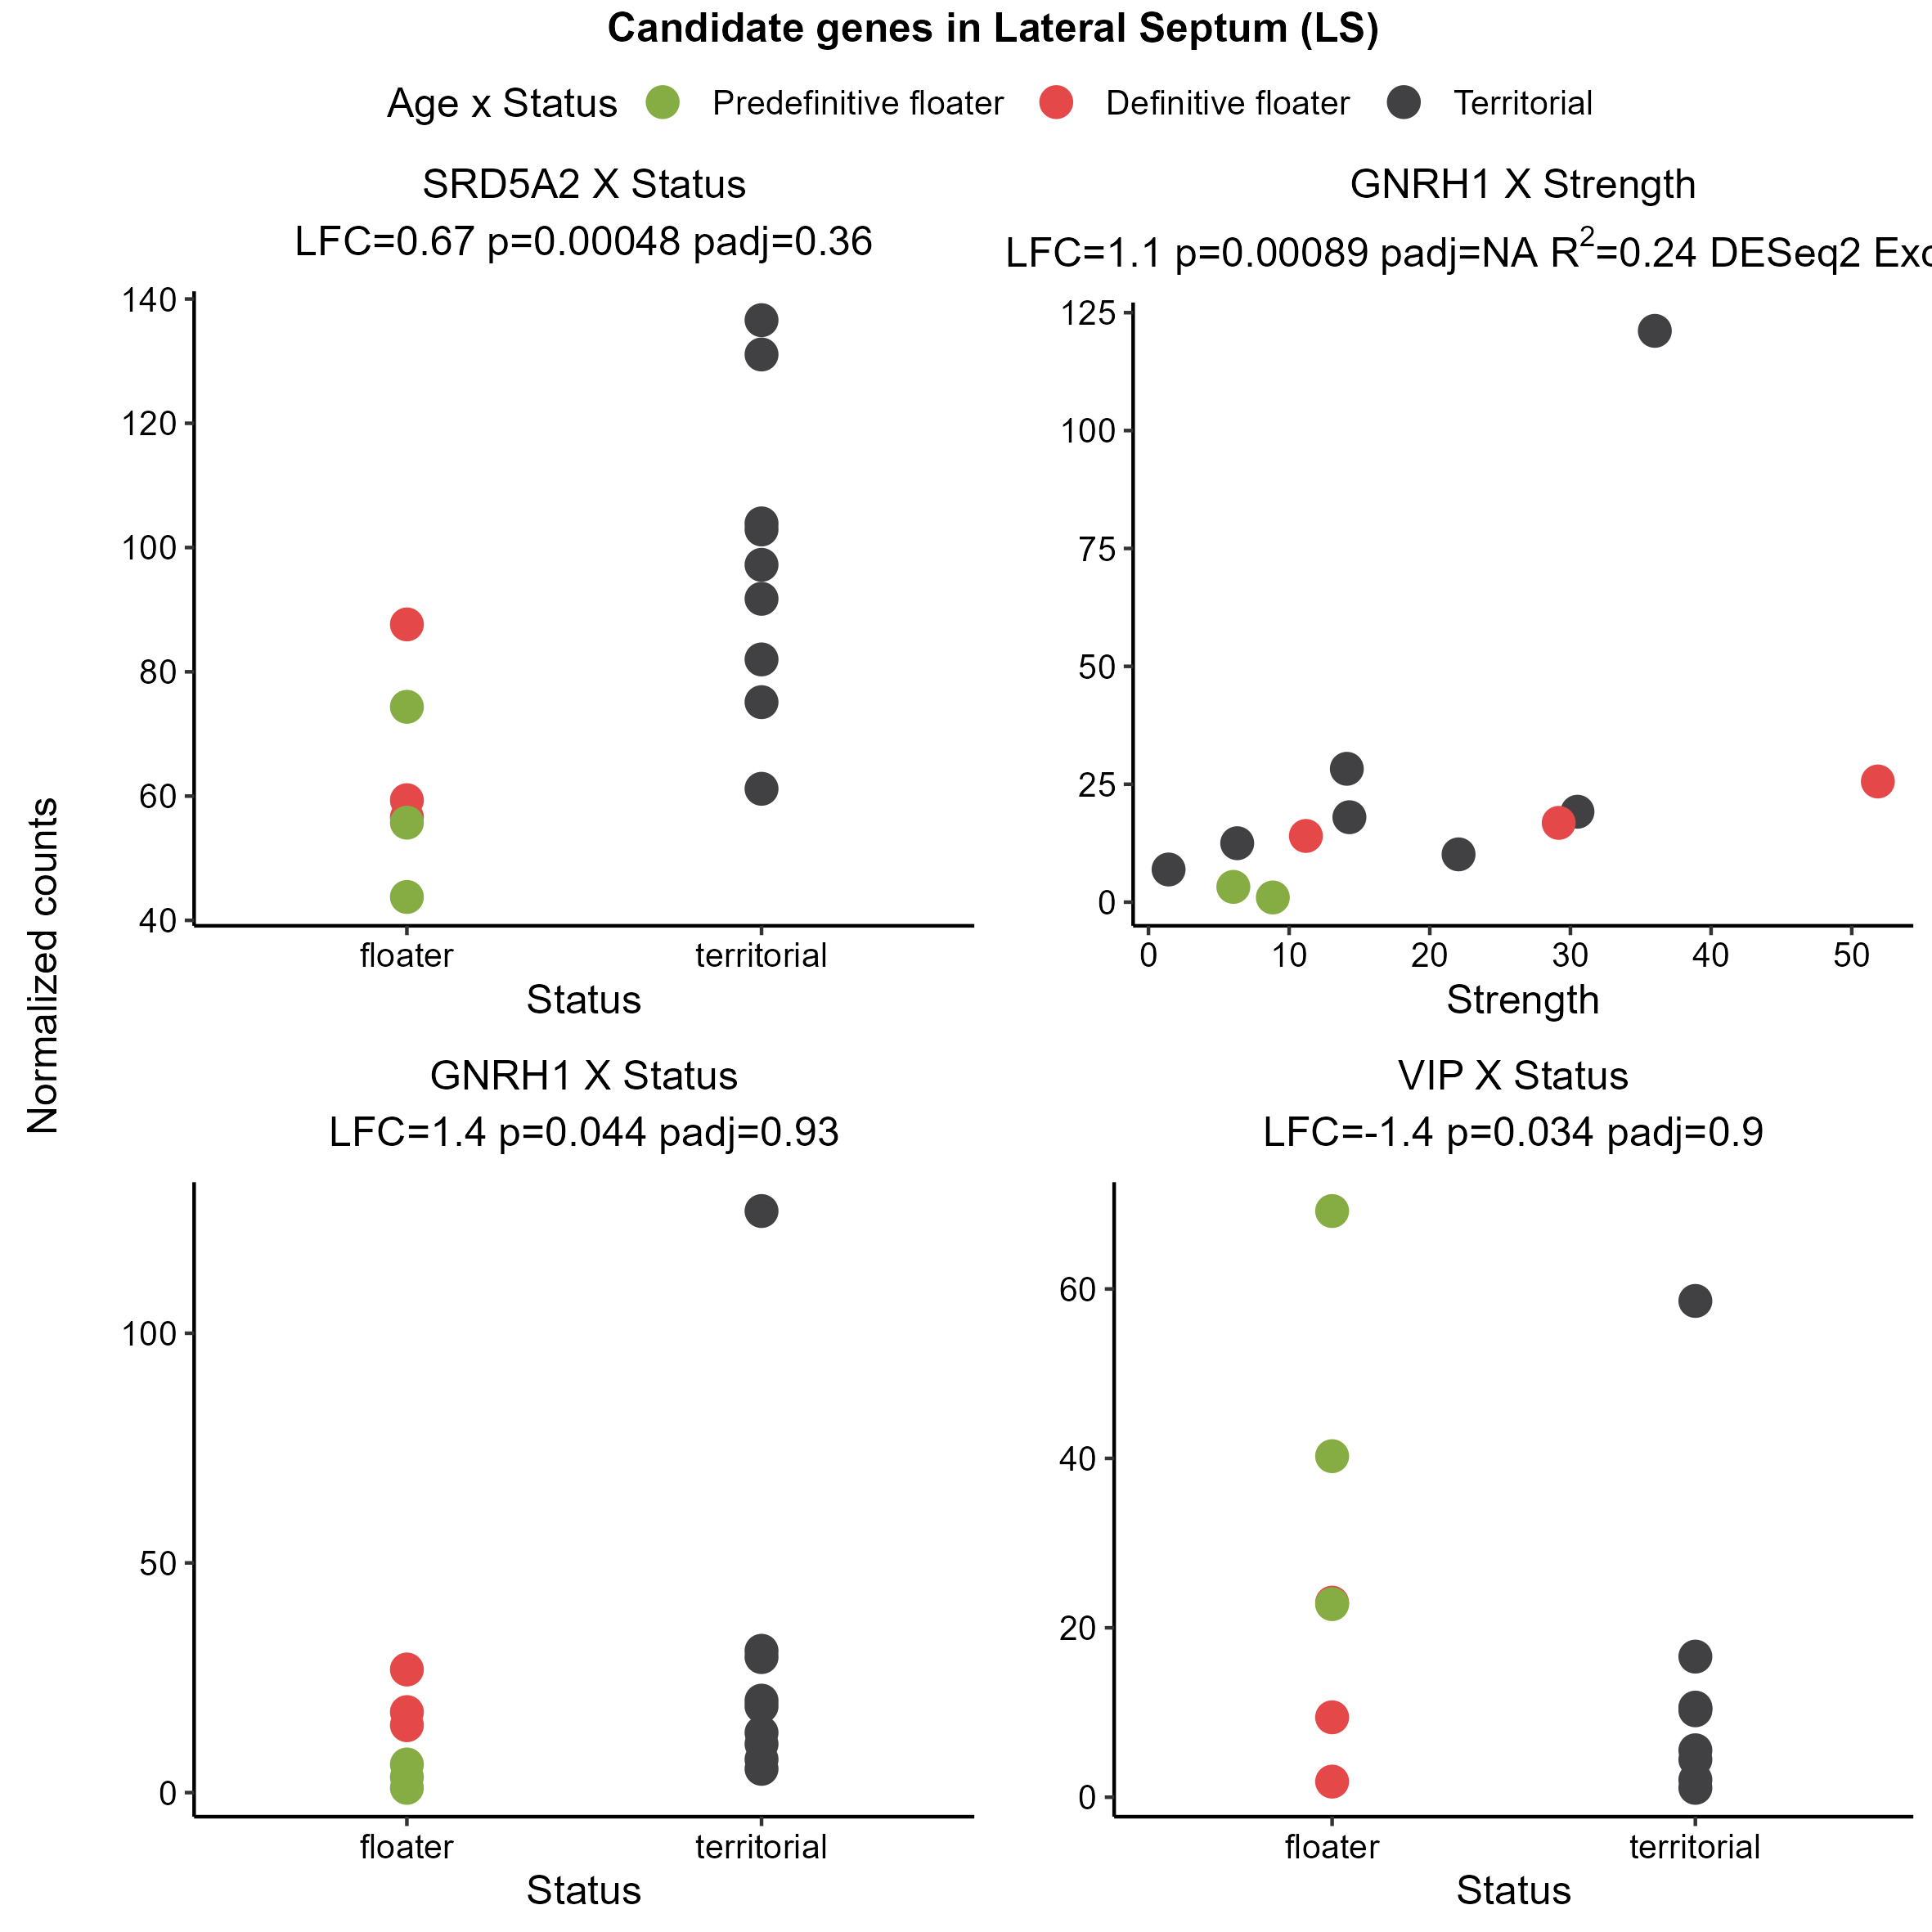 Candidate genes in Lateral Septum (LS)
Age x Status Predefinitive floater Definitive floater Territorial
Normalized counts
SRD5A2 X Status
LFC=0.67 p=0.00048 padj=0.36
140
120
100
80
60
40
floater territorial
Status
GNRH1 X Strength
LFC=1.1 p=0.00089 padj=NA R²=0.24 DESeq2
125
100
75
50
25
0
0 10 20 30 40 50
Strength
GNRH1 X Status
LFC=1.4 p=0.044 padj=0.93
100
50
0
floater territorial
Status
VIP X Status
LFC=-1.4 p=0.034 padj=0.9
60
40
20
0
floater territorial
Status